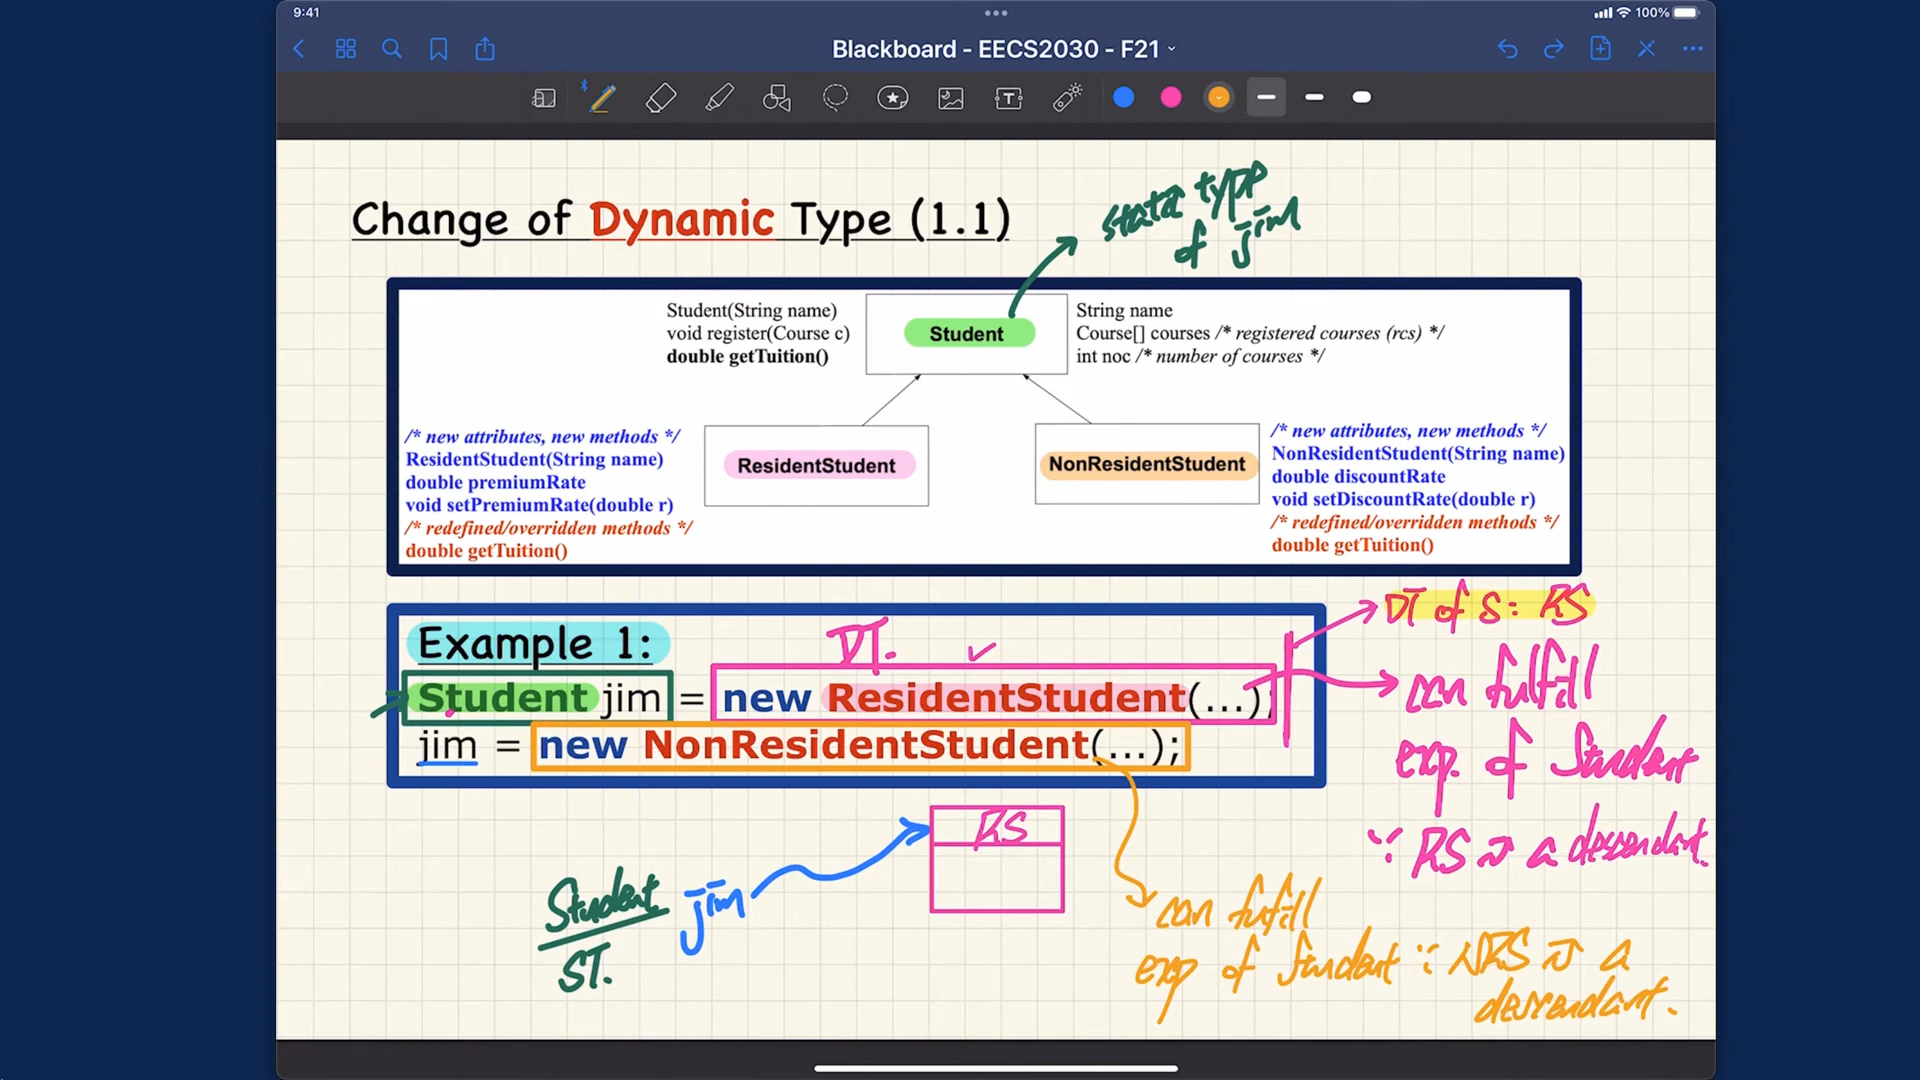 9:41
100%
Blackboard - EECS2030 - F21
Change of Dynamic Type (1.1)
static type
of jim
Student(String name)
void register(Course c)
double getTuition()
Student
String name
Course[] courses /* registered courses (rcs) */
int noc /* number of courses */
/* new attributes, new methods */
ResidentStudent(String name)
double premiumRate
void setPremiumRate(double r)
/* redefined/overridden methods */
double getTuition()
ResidentStudent
NonResidentStudent
/* new attributes, new methods */
NonResidentStudent(String name)
double discountRate
void setDiscountRate(double r)
/* redefined/overridden methods */
double getTuition()
Example 1:
DT. ✓
Student jim = new ResidentStudent(...);
jim = new NonResidentStudent(...);
DT of S: RS
can fulfill
exp. of Student
∵ RS is a descendant.
RS
Student
ST.
jim
can fulfill
exp of Student ∵ NRS is a
descendant.